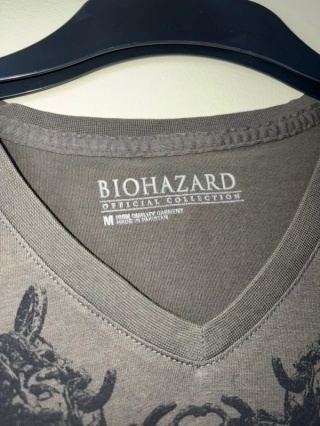 BIOHAZARD
OFFICIAL COLLECTION
M HIGH QUALITY GARMENT
MADE IN PAKISTAN